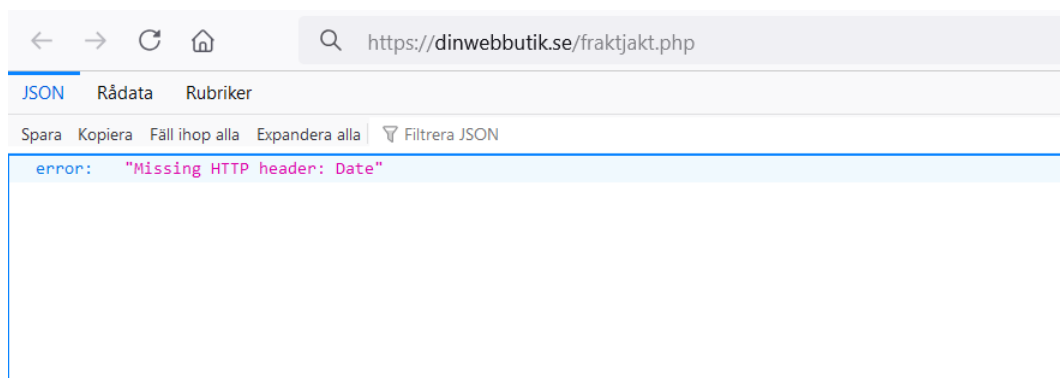 https://dinwebbutik.se/fraktjakt.php
JSON Rådata Rubriker
Spara Kopiera Fäll ihop alla Expandera alla Filtrera JSON
error: "Missing HTTP header: Date"